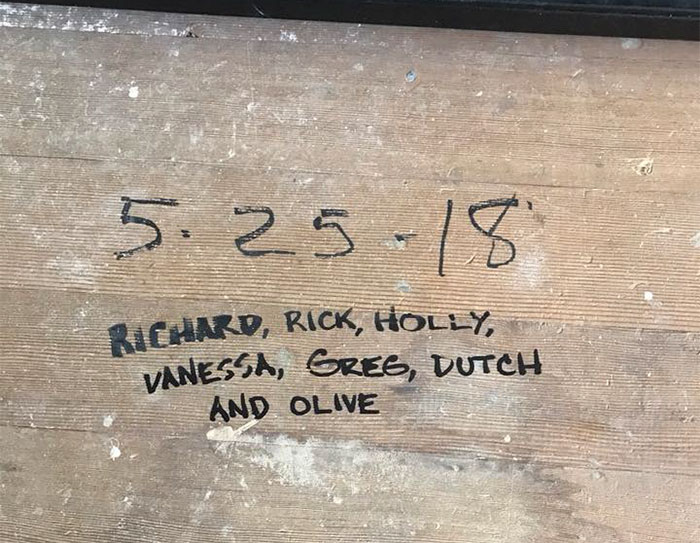 5-25-18
RICHARD, RICK, HOLLY,
VANESSA, GREG, DUTCH
AND OLIVE